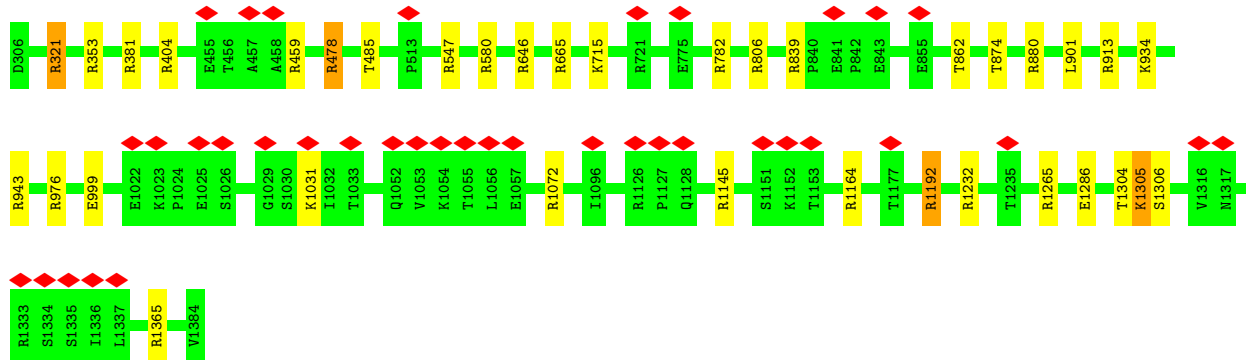 D306 R321 R353 R381 R404 E455 T456 A457 A458 R459 R478 T485 P513 R547 R580 R646 R665 K715 R721 E775 R782 R806 R839 P840 E841 P842 E843 E855 T862 T874 R880 L901 R913 K934
R943 R976 E999 E1022 K1023 P1024 E1025 S1026 G1029 S1030 K1031 I1032 T1033 Q1052 V1053 K1054 T1055 L1056 E1057 R1072 I1096 R1126 P1127 Q1128 R1145 S1151 K1152 T1153 R1164 T1177 R1192 R1232 T1235 R1265 E1286 T1304 K1305 S1306 V1316 N1317
R1333 S1334 S1335 I1336 L1337 R1365 V1384